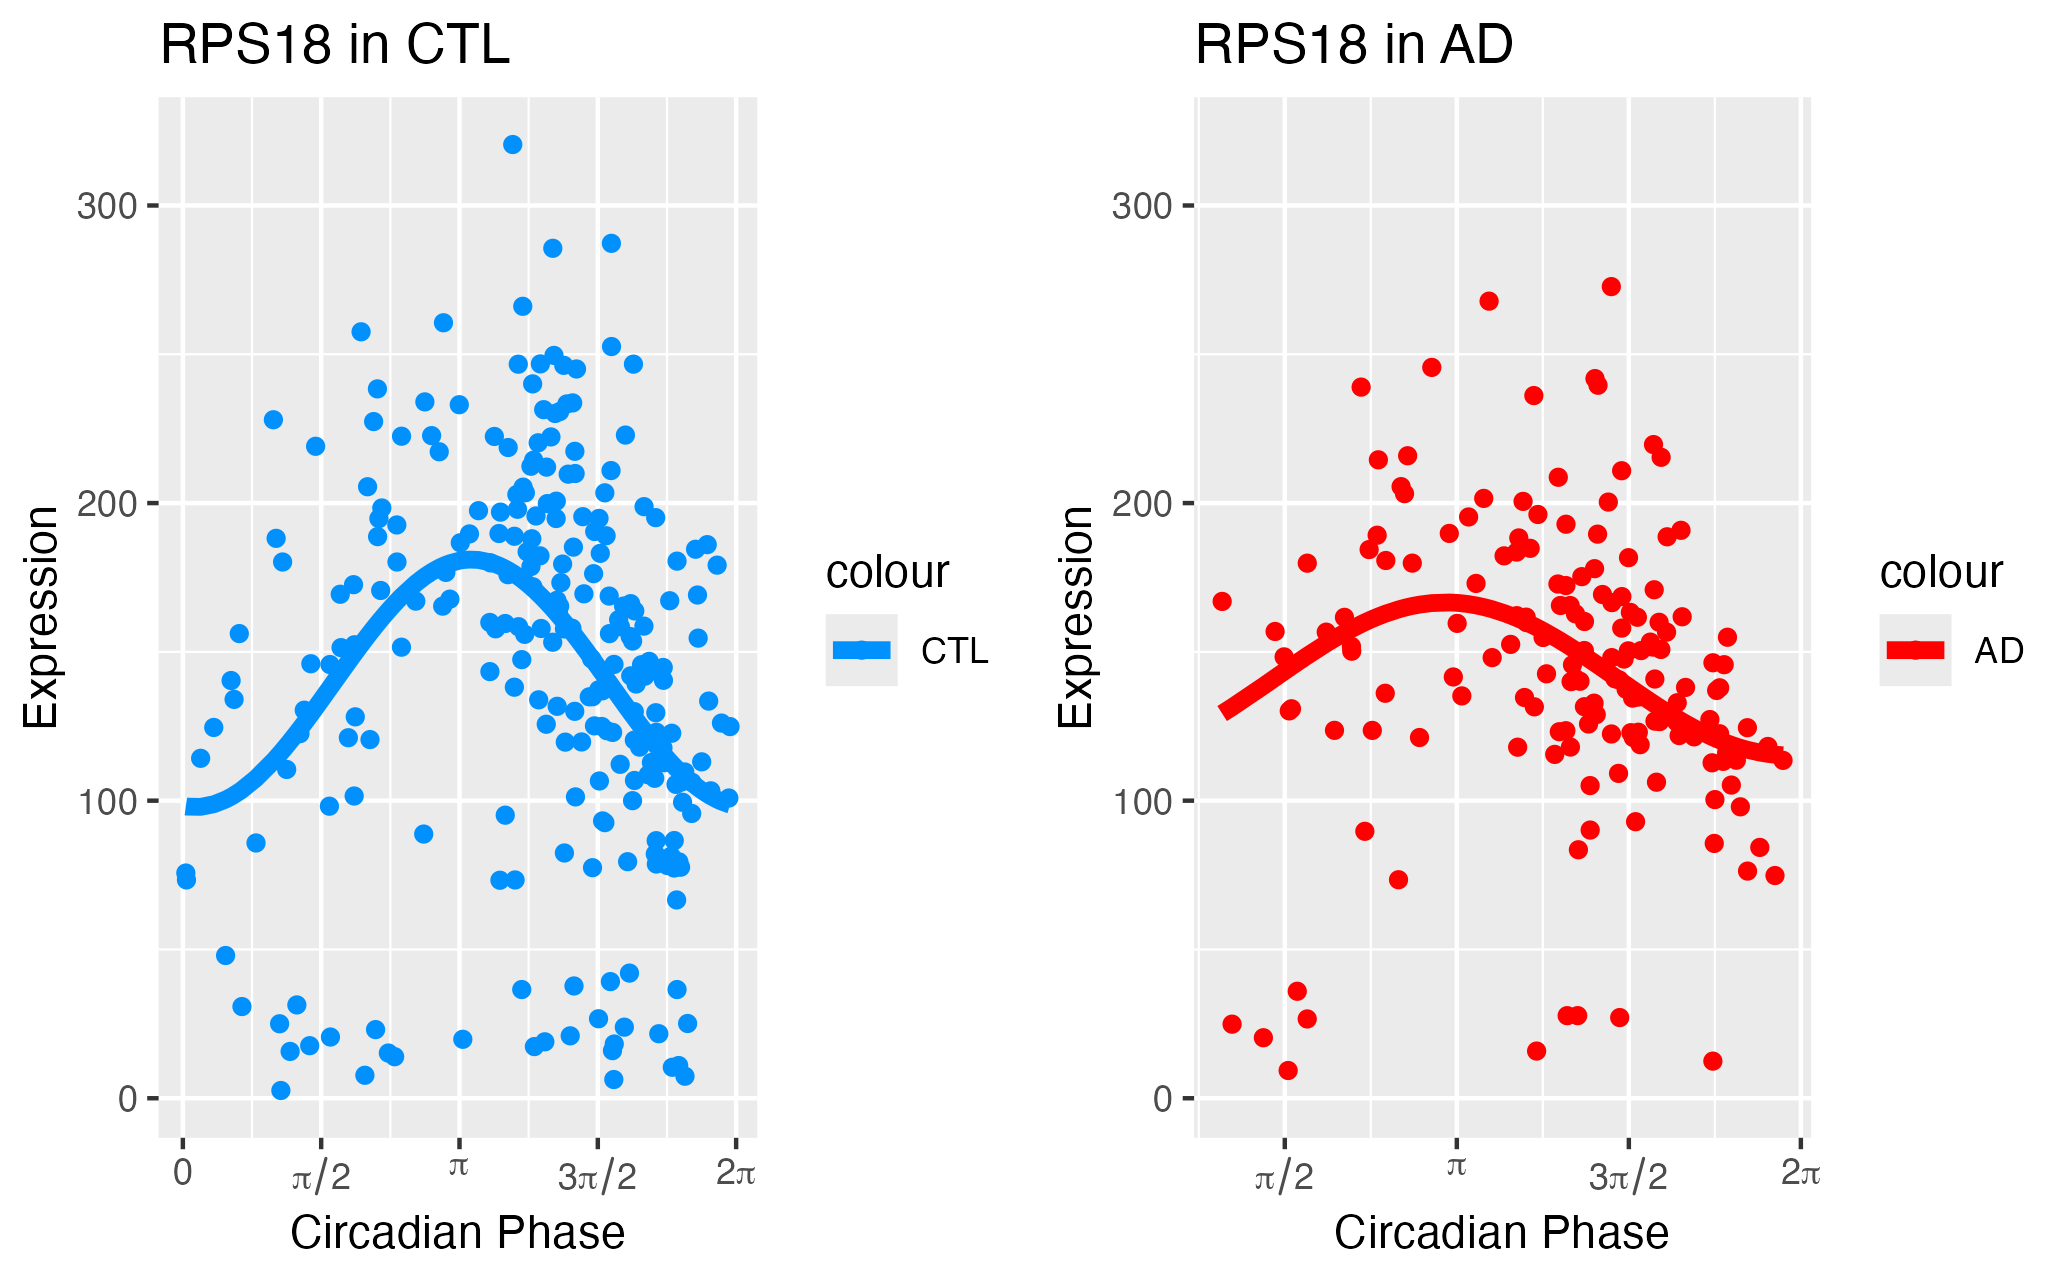 RPS18 in CTL
300
200
100
0
Expression
0 π/2 π 3π/2 2π
Circadian Phase
colour
CTL
RPS18 in AD
300
200
100
0
Expression
π/2 π 3π/2 2π
Circadian Phase
colour
AD